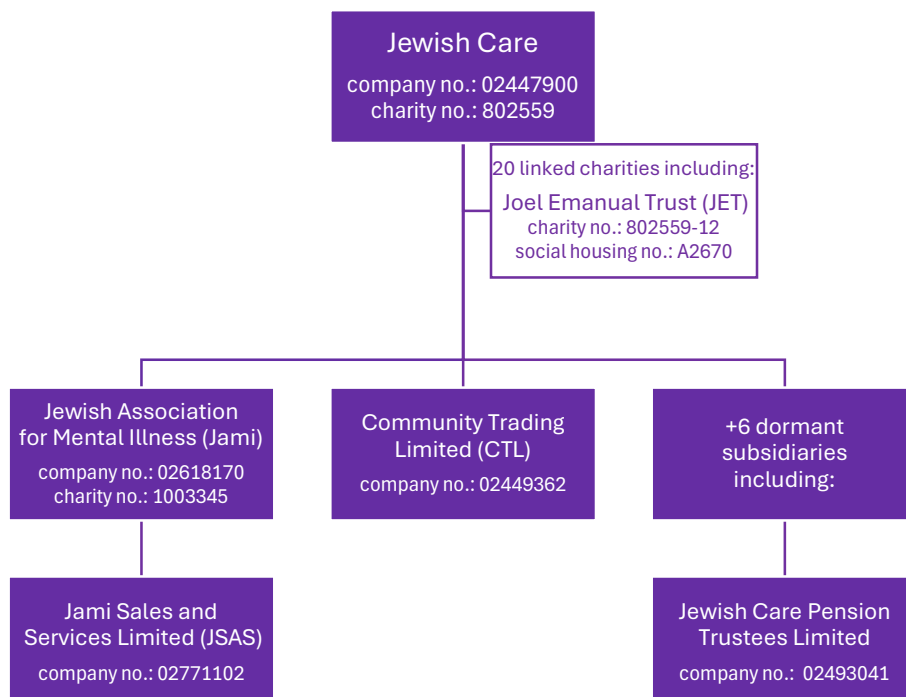 Jewish Care
company no.: 02447900
charity no.: 802559
20 linked charities including:
Joel Emanual Trust (JET)
charity no.: 802559-12
social housing no.: A2670
Jewish Association
for Mental Illness (Jami)
company no.: 02618170
charity no.: 1003345
Community Trading
Limited (CTL)
company no.: 02449362
+6 dormant
subsidiaries
including:
Jami Sales and
Services Limited (JSAS)
company no.: 02771102
Jewish Care Pension
Trustees Limited
company no.: 02493041